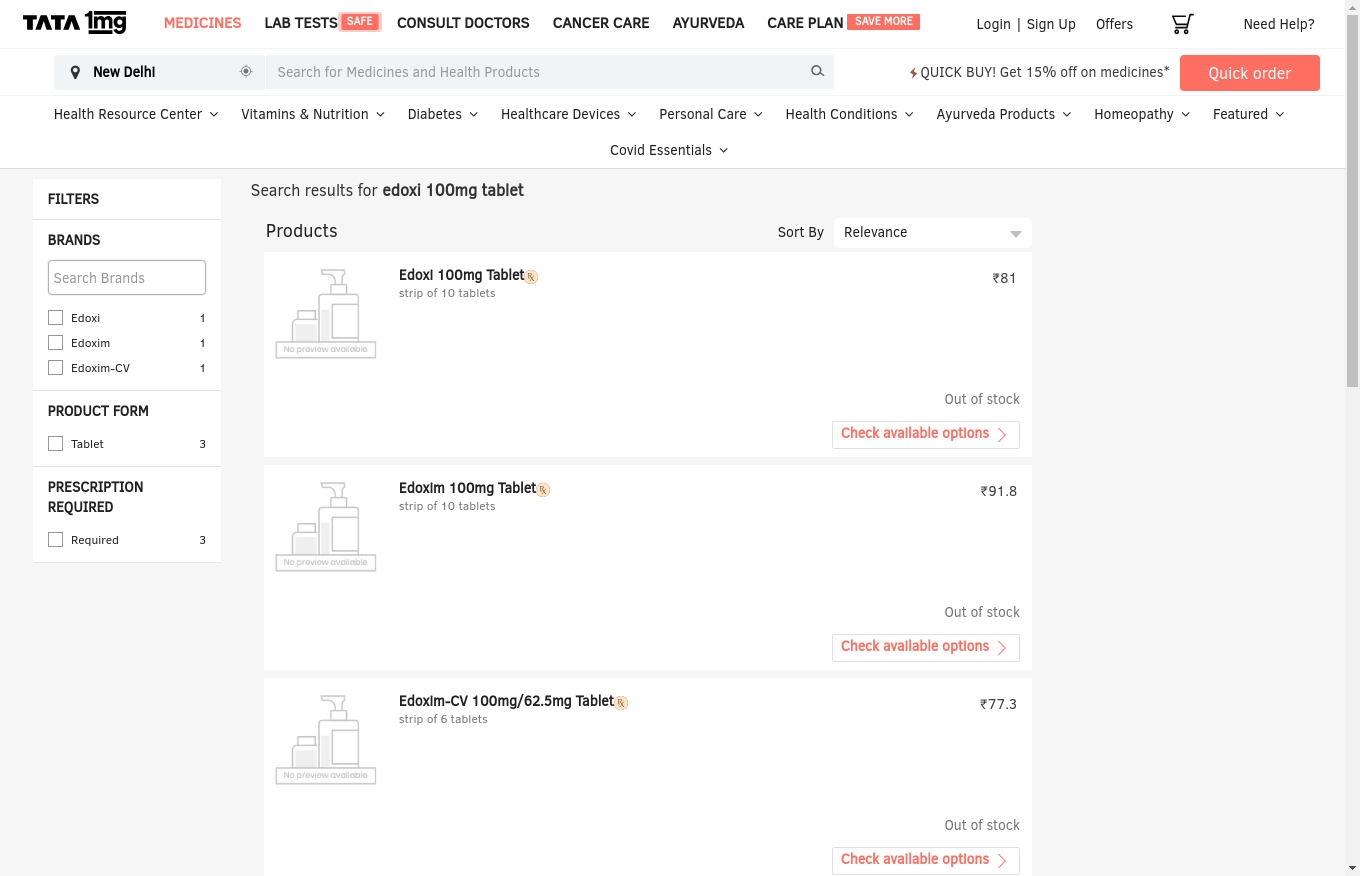 TATA 1mg MEDICINES LAB TESTS SAFE CONSULT DOCTORS CANCER CARE AYURVEDA CARE PLAN SAVE MORE Login | Sign Up Offers Need Help?
New Delhi Search for Medicines and Health Products QUICK BUY! Get 15% off on medicines* Quick order
Health Resource Center Vitamins & Nutrition Diabetes Healthcare Devices Personal Care Health Conditions Ayurveda Products Homeopathy Featured
Covid Essentials
FILTERS
BRANDS
Search Brands
Edoxi 1
Edoxim 1
Edoxim-CV 1
PRODUCT FORM
Tablet 3
PRESCRIPTION
REQUIRED
Required 3
Search results for edoxi 100mg tablet
Products Sort By Relevance
Edoxi 100mg Tablet ℞ ₹81
strip of 10 tablets
No preview available
Out of stock
Check available options
Edoxim 100mg Tablet ℞ ₹91.8
strip of 10 tablets
No preview available
Out of stock
Check available options
Edoxim-CV 100mg/62.5mg Tablet ℞ ₹77.3
strip of 6 tablets
No preview available
Out of stock
Check available options